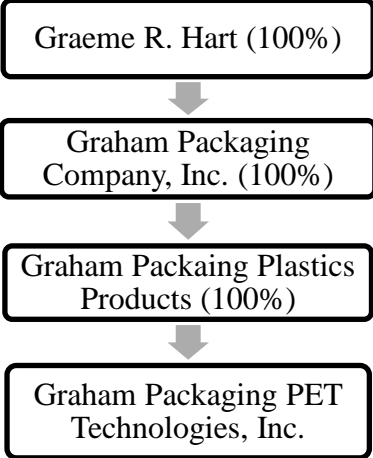 Graeme R. Hart (100%)
Graham Packaging
Company, Inc. (100%)
Graham Packaing Plastics
Products (100%)
Graham Packaging PET
Technologies, Inc.